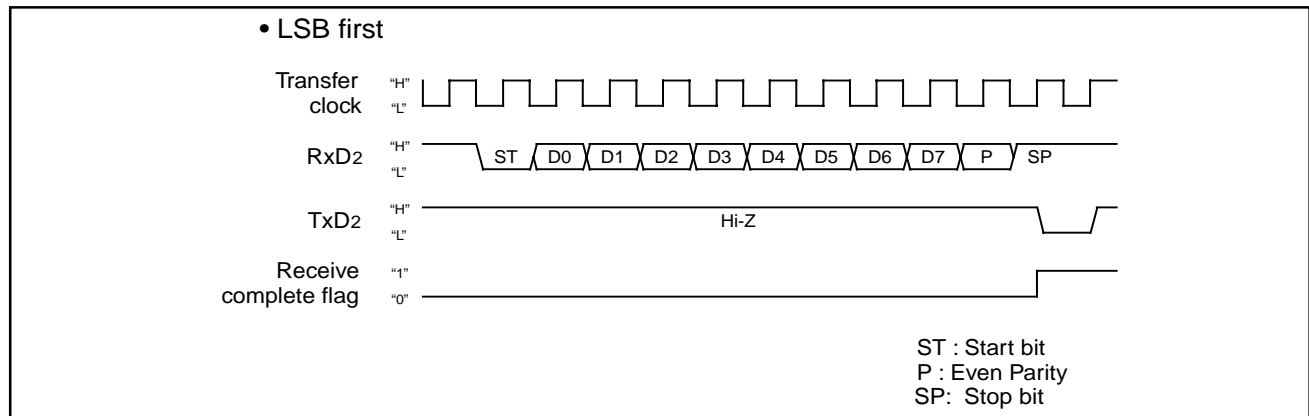 • LSB first
Transfer clock
“H”
“L”
RxD2
“H”
“L”
ST D0 D1 D2 D3 D4 D5 D6 D7 P SP
TxD2
“H”
“L”
Hi-Z
Receive complete flag
“1”
“0”
ST : Start bit
P : Even Parity
SP: Stop bit